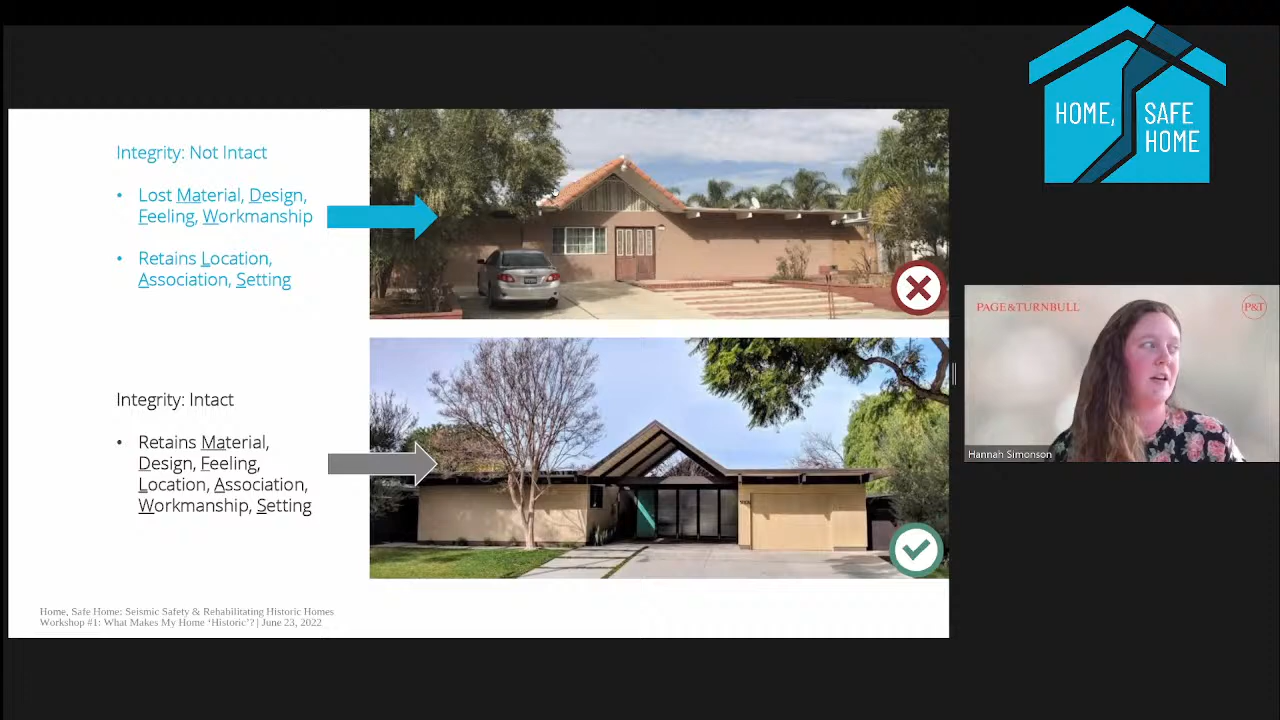 Integrity: Not Intact
• Lost Material, Design,
Feeling, Workmanship
• Retains Location,
Association, Setting
Integrity: Intact
• Retains Material,
Design, Feeling,
Location, Association,
Workmanship, Setting
Home, Safe Home: Seismic Safety & Rehabilitating Historic Homes
Workshop #1: What Makes My Home ‘Historic’? | June 23, 2022
HOME, SAFE
HOME
PAGE&TURNBULL
P&T
Hannah Simonson